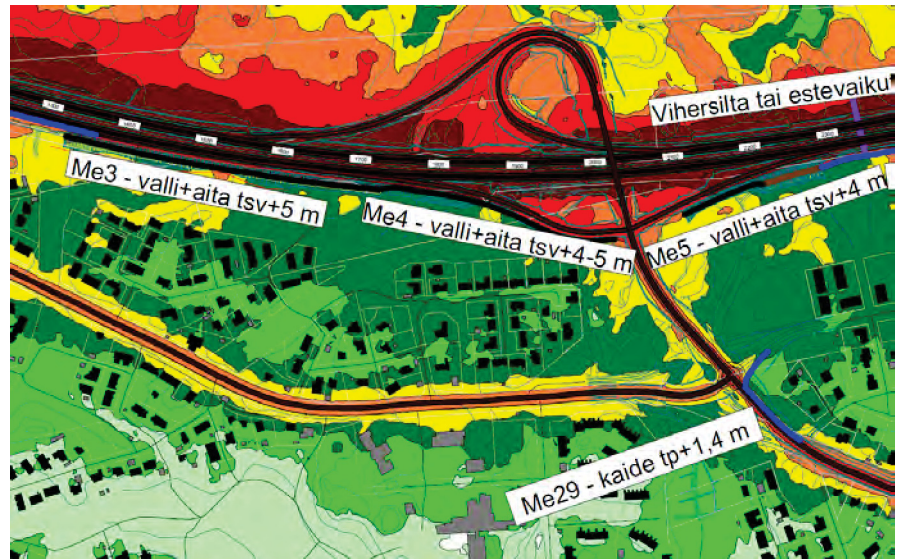 Vihersilta tai estevaiku
Me3 - valli+aita tsv+5 m
Me4 - valli+aita tsv+4-5 m
Me5 - valli+aita tsv+4 m
Me29 - kaide tp+1,4 m